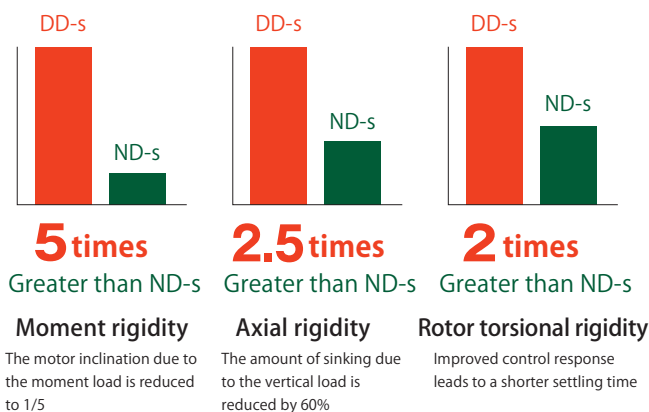 DD-s
ND-s
5 times
Greater than ND-s
Moment rigidity
The motor inclination due to
the moment load is reduced
to 1/5
DD-s
ND-s
2.5 times
Greater than ND-s
Axial rigidity
The amount of sinking due
to the vertical load is
reduced by 60%
DD-s
ND-s
2 times
Greater than ND-s
Rotor torsional rigidity
Improved control response
leads to a shorter settling time